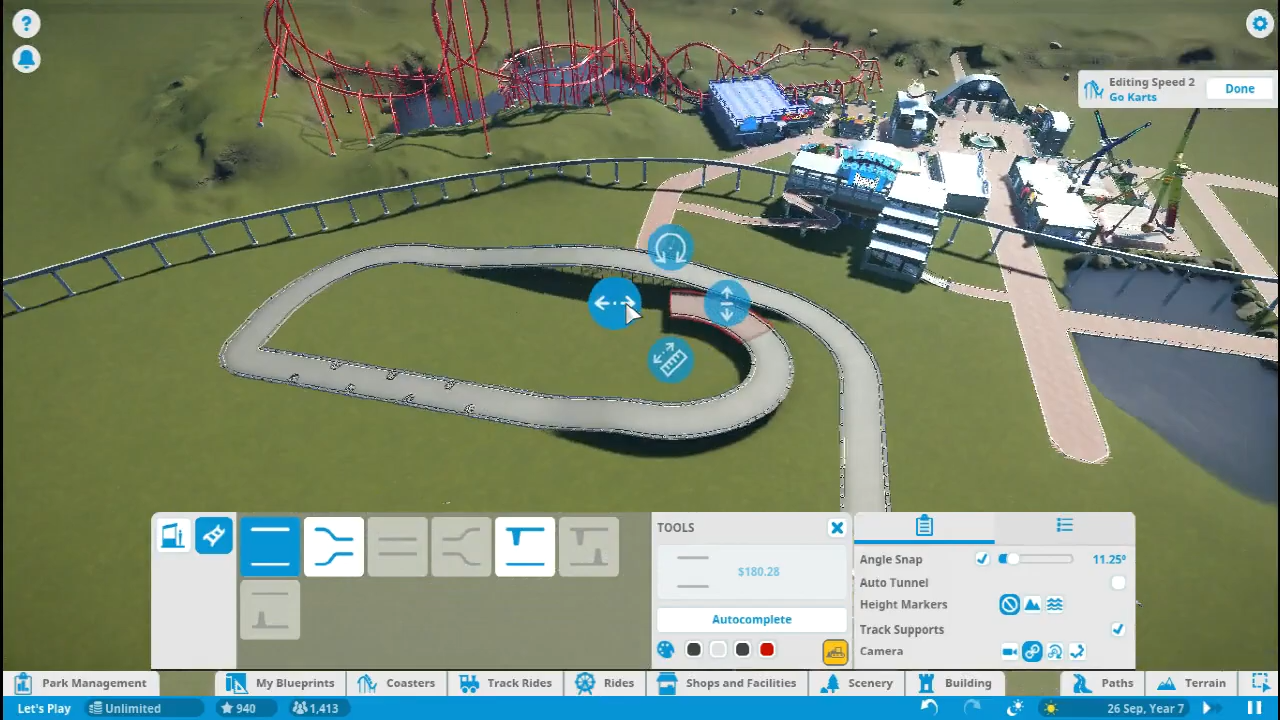 ?
Editing Speed 2
Go Karts
Done
TOOLS
$180.28
Autocomplete
Angle Snap
11.25°
Auto Tunnel
Height Markers
Track Supports
Camera
Park Management
My Blueprints
Coasters
Track Rides
Rides
Shops and Facilities
Scenery
Building
Paths
Terrain
Let's Play
Unlimited
940
1,413
26 Sep, Year 7